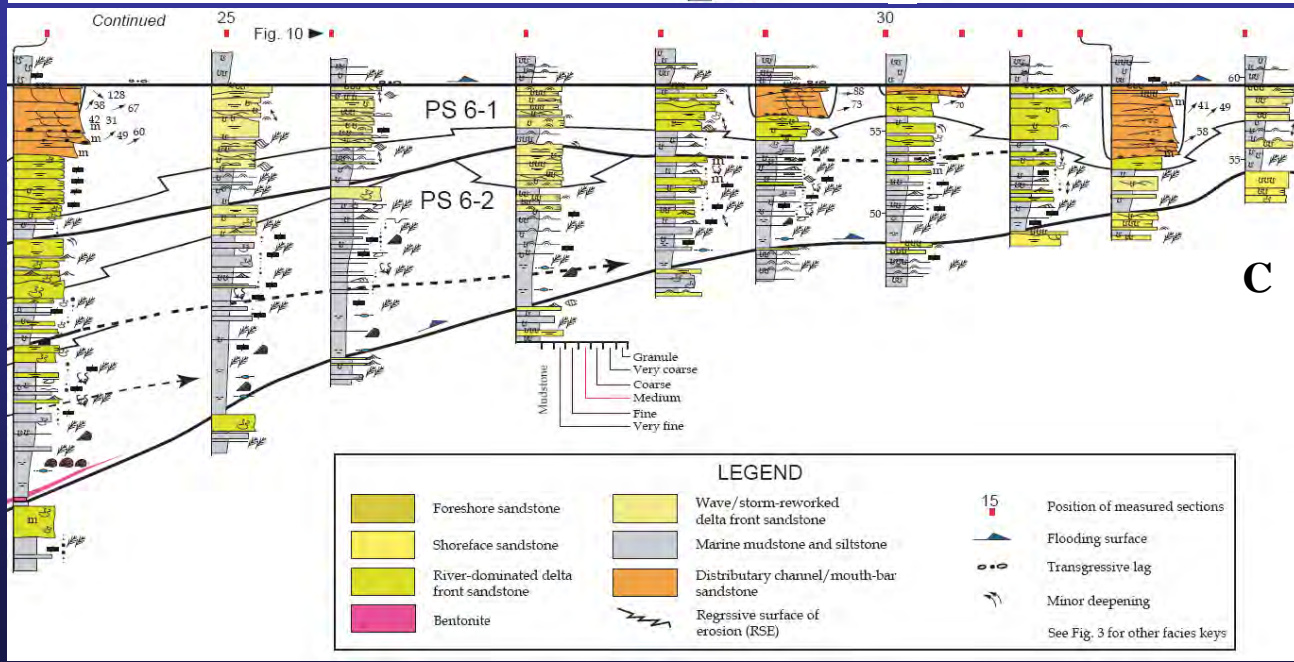 Continued
25
30
Fig. 10
PS 6-1
PS 6-2
128
38
67
42 31
m
m
49
60
m
88
73
70
m
41
49
58
m
60
55
55
50
m
m
m
m
C
Mudstone
Granule
Very coarse
Coarse
Medium
Fine
Very fine
LEGEND
Foreshore sandstone
Shoreface sandstone
River-dominated delta
front sandstone
Bentonite
Wave/storm-reworked
delta front sandstone
Marine mudstone and siltstone
Distributary channel/mouth-bar
sandstone
Regrssive surface of
erosion (RSE)
15
Position of measured sections
Flooding surface
Transgressive lag
Minor deepening
See Fig. 3 for other facies keys